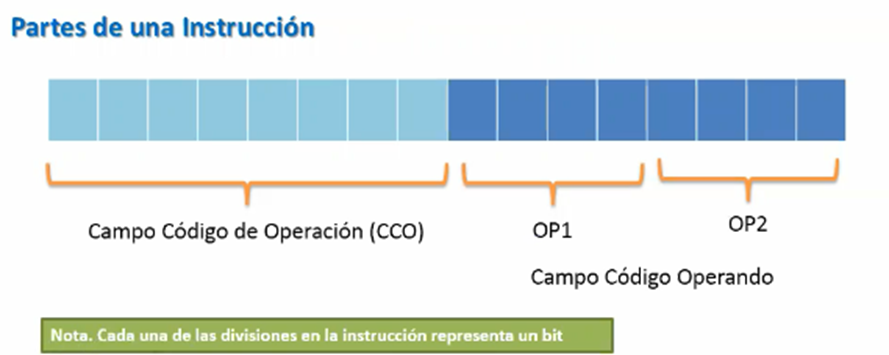 Partes de una Instrucción
Campo Código de Operación (CCO)
OP1
OP2
Campo Código Operando
Nota. Cada una de las divisiones en la instrucción representa un bit